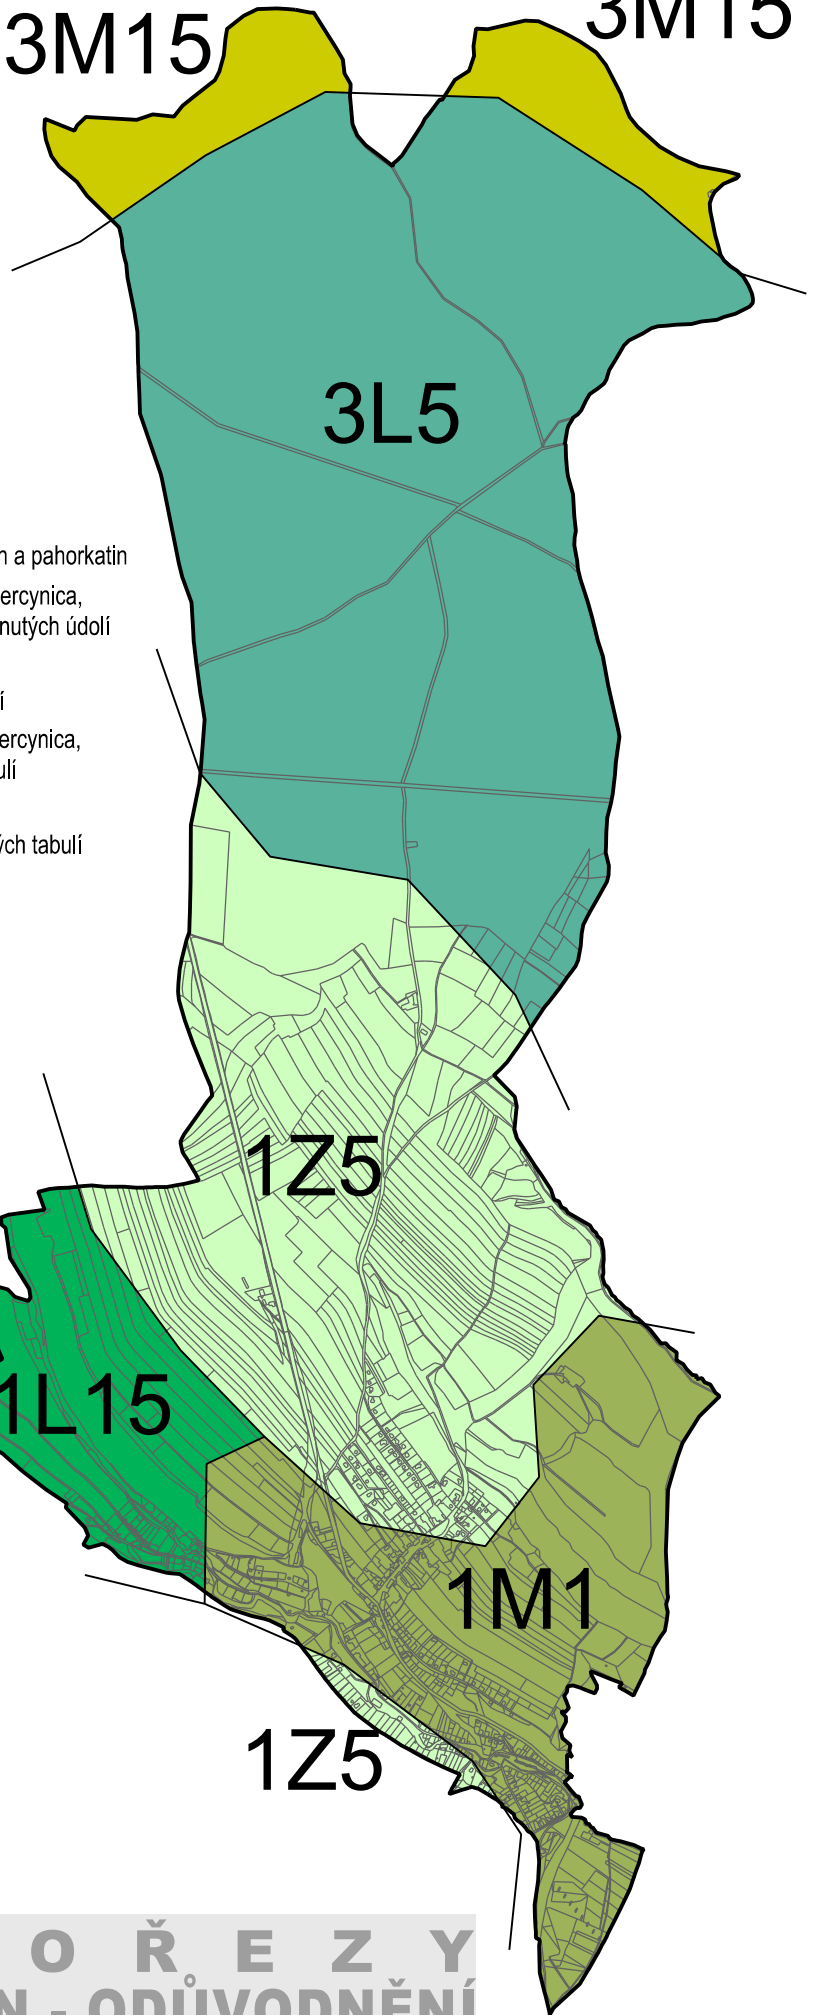 3M15
3M15
3L5
a pahorkatin
ercynica,
nutých údolí
í
ercynica,
ulí
ých tabulí
1Z5
1L15
1M1
1Z5
O Ř E Z Y
N - ODŮVODNĚNÍ